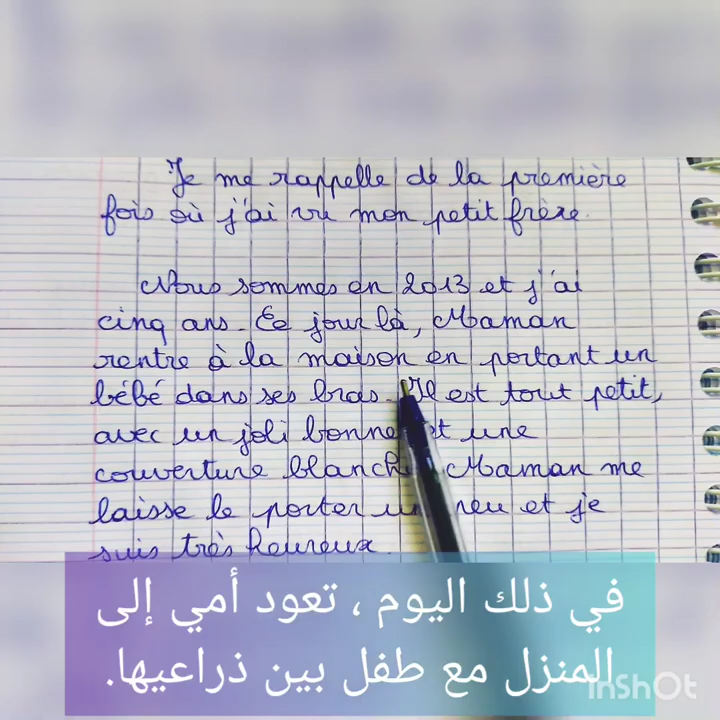 Je me rappelle de la première
fois où j'ai vu mon petit frère.
Nous sommes en 2013 et j'ai
cinq ans. Ce jour là, Maman
rentre à la maison en portant un
bébé dans ses bras. Il est tout petit,
avec un joli bonne et une
couverture blanch Maman me
laisse le porter un peu et je
suis très heureux.
في ذلك اليوم ، تعود أمي إلى
المنزل مع طفل بين ذراعيها.
InShOt